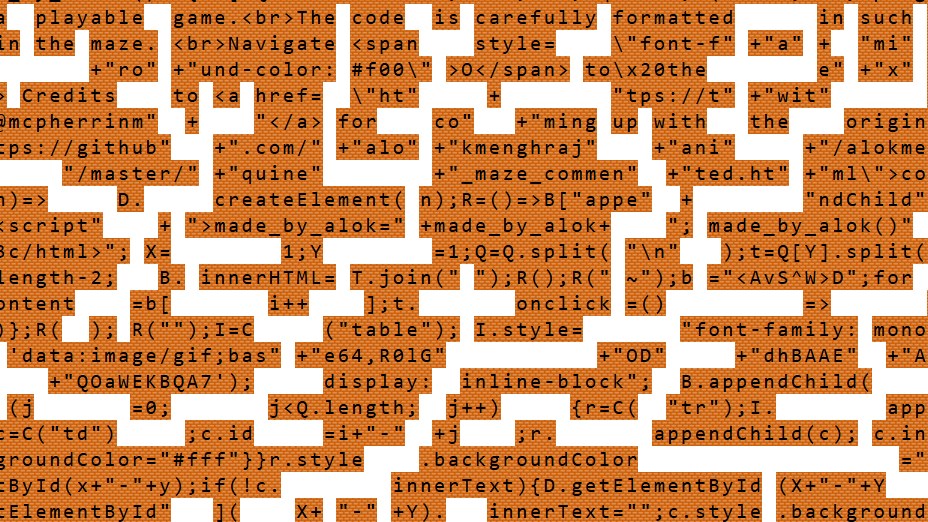 playable game.<br>The code is carefully formatted in such
in the maze. <br>Navigate <span style= \"font-f" +"a" + "mi"
+"ro" +"und-color: #f00\" >O</span> to\x20the e" +"x"
> Credits to <a href= \"ht" + "tps://t" +"wit"
@mcpherrinm" + "</a> for co" +"ming up with the origin
tps://github" +".com/" +"alo" +"kmenghraj" +"ani" +"/alokme
"/master/" +"quine" +"_maze_commen" +"ted.ht" +"ml\">co
n)=> D. createElement( n);R=()=>B["appe" + "ndChild"
<script" + ">made_by_alok=" +made_by_alok+ "; made_by_alok()"
3c/html>"; X= 1;Y =1;Q=Q.split( "\n" );t=Q[Y].split(
length-2; B. innerHTML= T.join(" ");R();R(" ~");b ="<AvS^W>D";for
ontent =b[ i++ ];t. onclick =() =>
)};R( ); R("");I=C ("table"); I.style= "font-family: mono
'data:image/gif;bas" +"e64,R0lG" +"OD" +"dhBAAE" +"A
+"QOaWEKBQA7'); display: inline-block"; B.appendChild(
(j =0; j<Q.length; j++) {r=C( "tr");I. app
c=C("td") ;c.id =i+"-" +j ;r. appendChild(c); c.in
groundColor="#fff"}}r.style .backgroundColor ="
cById(x+"-"+y);if(!c. innerText){D.getElementById (X+"-"+Y
cElementById" ]( X+ "-" +Y). innerText="";c.style .background